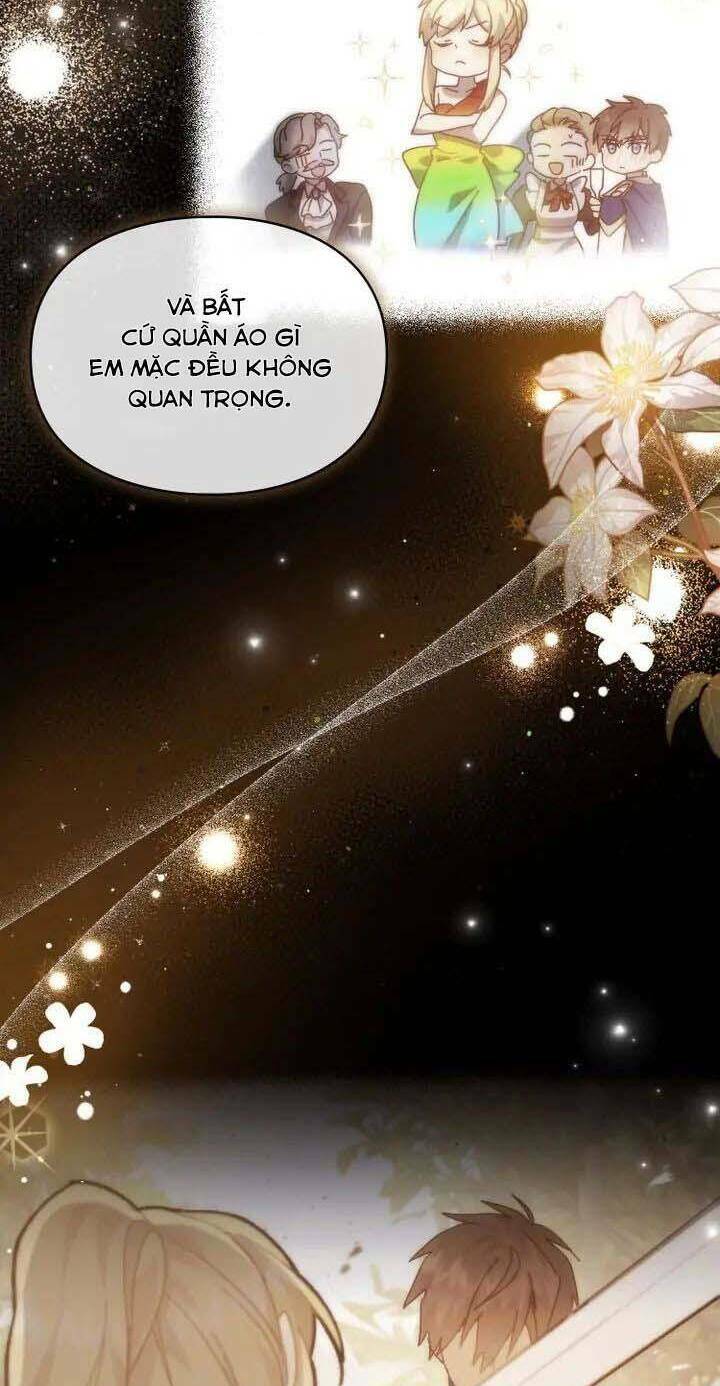 VÀ BẤT
CỨ QUẦN ÁO GÌ
EM MẶC ĐỀU KHÔNG
QUAN TRỌNG.